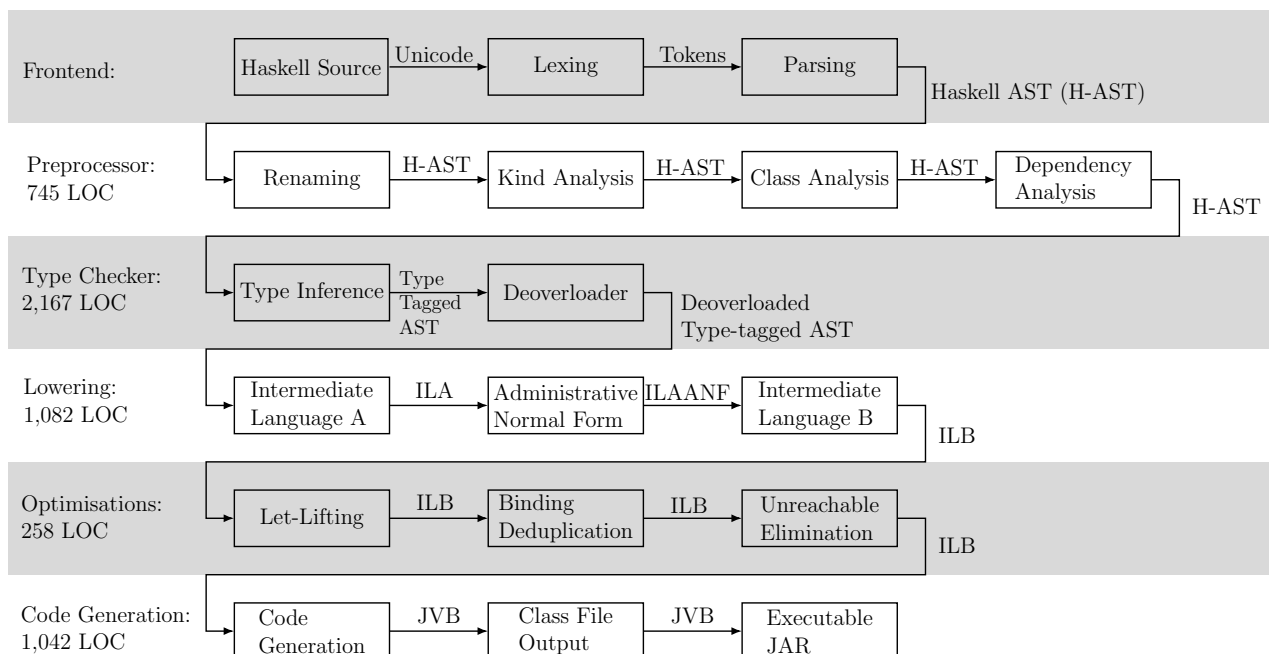 Frontend:
Haskell Source
Unicode
Lexing
Tokens
Parsing
Haskell AST (H-AST)
Preprocessor:
745 LOC
Renaming
H-AST
Kind Analysis
H-AST
Class Analysis
H-AST
Dependency
Analysis
H-AST
Type Checker:
2,167 LOC
Type Inference
Type
Tagged
AST
Deoverloader
Deoverloaded
Type-tagged AST
Lowering:
1,082 LOC
Intermediate
Language A
ILA
Administrative
Normal Form
ILAANF
Intermediate
Language B
ILB
Optimisations:
258 LOC
Let-Lifting
ILB
Binding
Deduplication
ILB
Unreachable
Elimination
ILB
Code Generation:
1,042 LOC
Code
Generation
JVB
Class File
Output
JVB
Executable
JAR